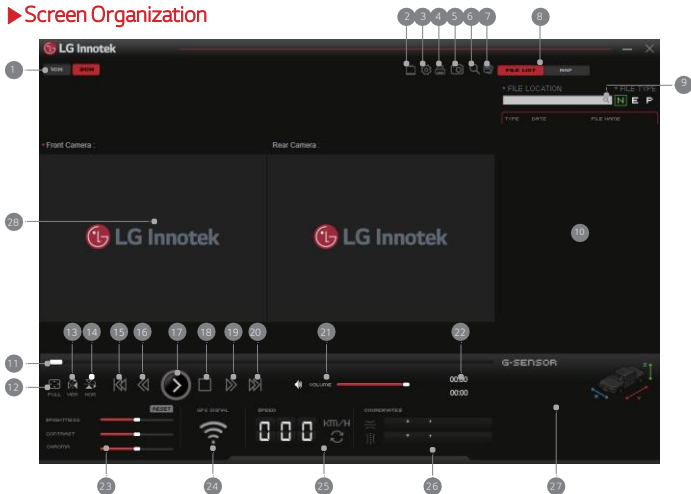 Screen Organization
2 3 4 5 6 7 8
LG Innotek
1
FILE LIST MAP
9
* FILE LOCATION * FILE TYPE
N E P
TYPE DATE FILE NAME
* Front Camera : Rear Camera :
28
LG Innotek LG Innotek
10
13 14 15 16 17 18 19 20 21 22
11
G-SENSOR
12
FULL VER HOR
VOLUME
00:00
00:00
RESET
BRIGHTNESS
CONTRAST
CHROMA
GPS SIGNAL
SPEED
000 KM/H
COORDINATES
23 24 25 26 27